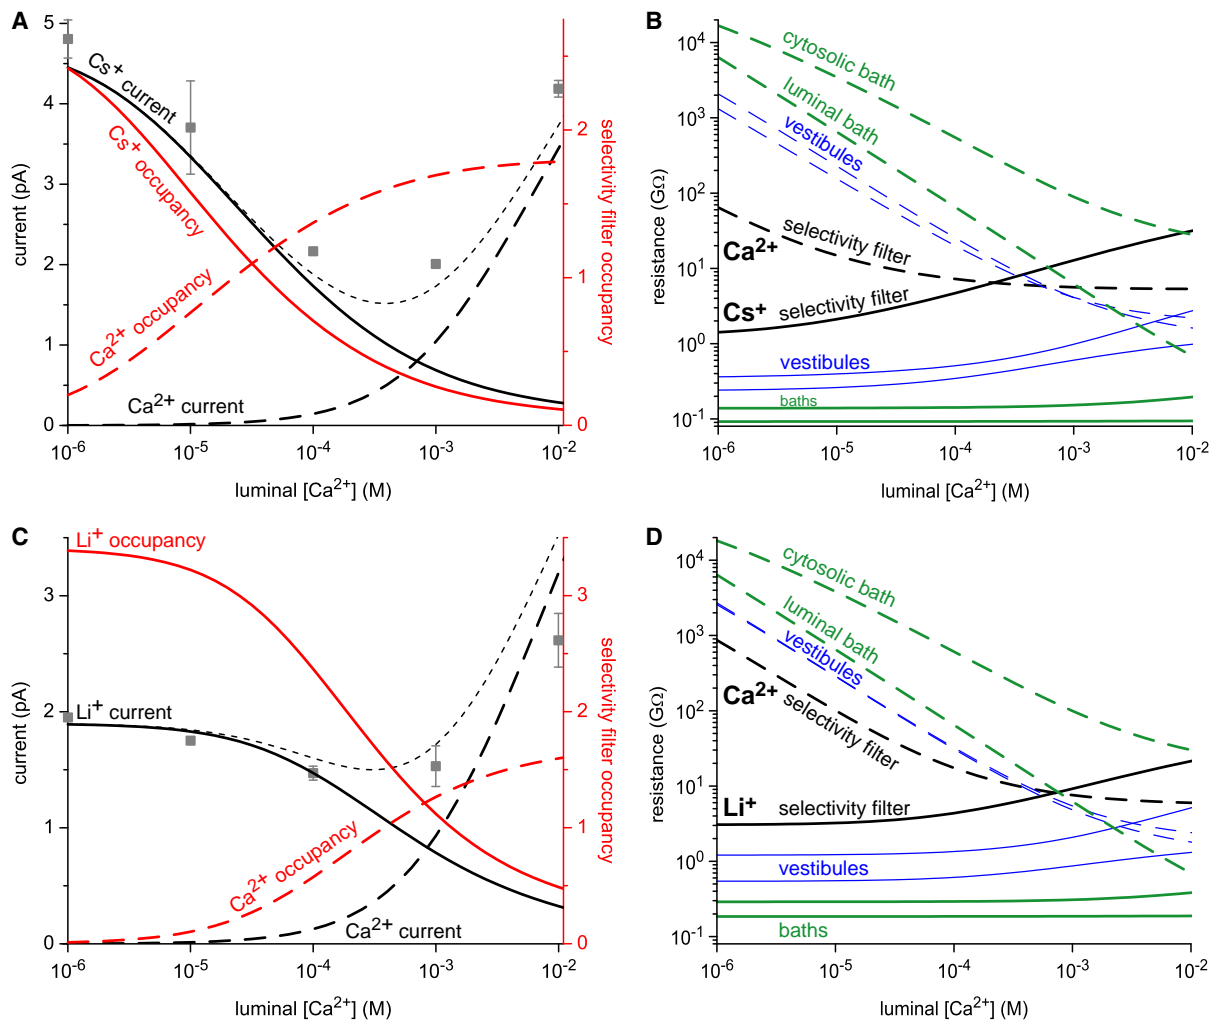 A
5
4
3
2
1
0
current (pA)
Cs+ current
Cs+ occupancy
Ca2+ occupancy
Ca2+ current
2
1
0
selectivity filter occupancy
10-6
10-5
10-4
10-3
10-2
luminal [Ca2+] (M)
B
104
103
102
101
100
10-1
resistance (GΩ)
cytosolic bath
luminal bath
vestibules
selectivity filter
Ca2+
Cs+
selectivity filter
vestibules
baths
10-6
10-5
10-4
10-3
10-2
luminal [Ca2+] (M)
C
3
2
1
0
current (pA)
Li+ occupancy
Li+ current
Ca2+ occupancy
Ca2+ current
3
2
1
0
selectivity filter occupancy
10-6
10-5
10-4
10-3
10-2
luminal [Ca2+] (M)
D
104
103
102
101
100
10-1
resistance (GΩ)
cytosolic bath
luminal bath
vestibules
Ca2+
selectivity filter
Li+
selectivity filter
vestibules
baths
10-6
10-5
10-4
10-3
10-2
luminal [Ca2+] (M)